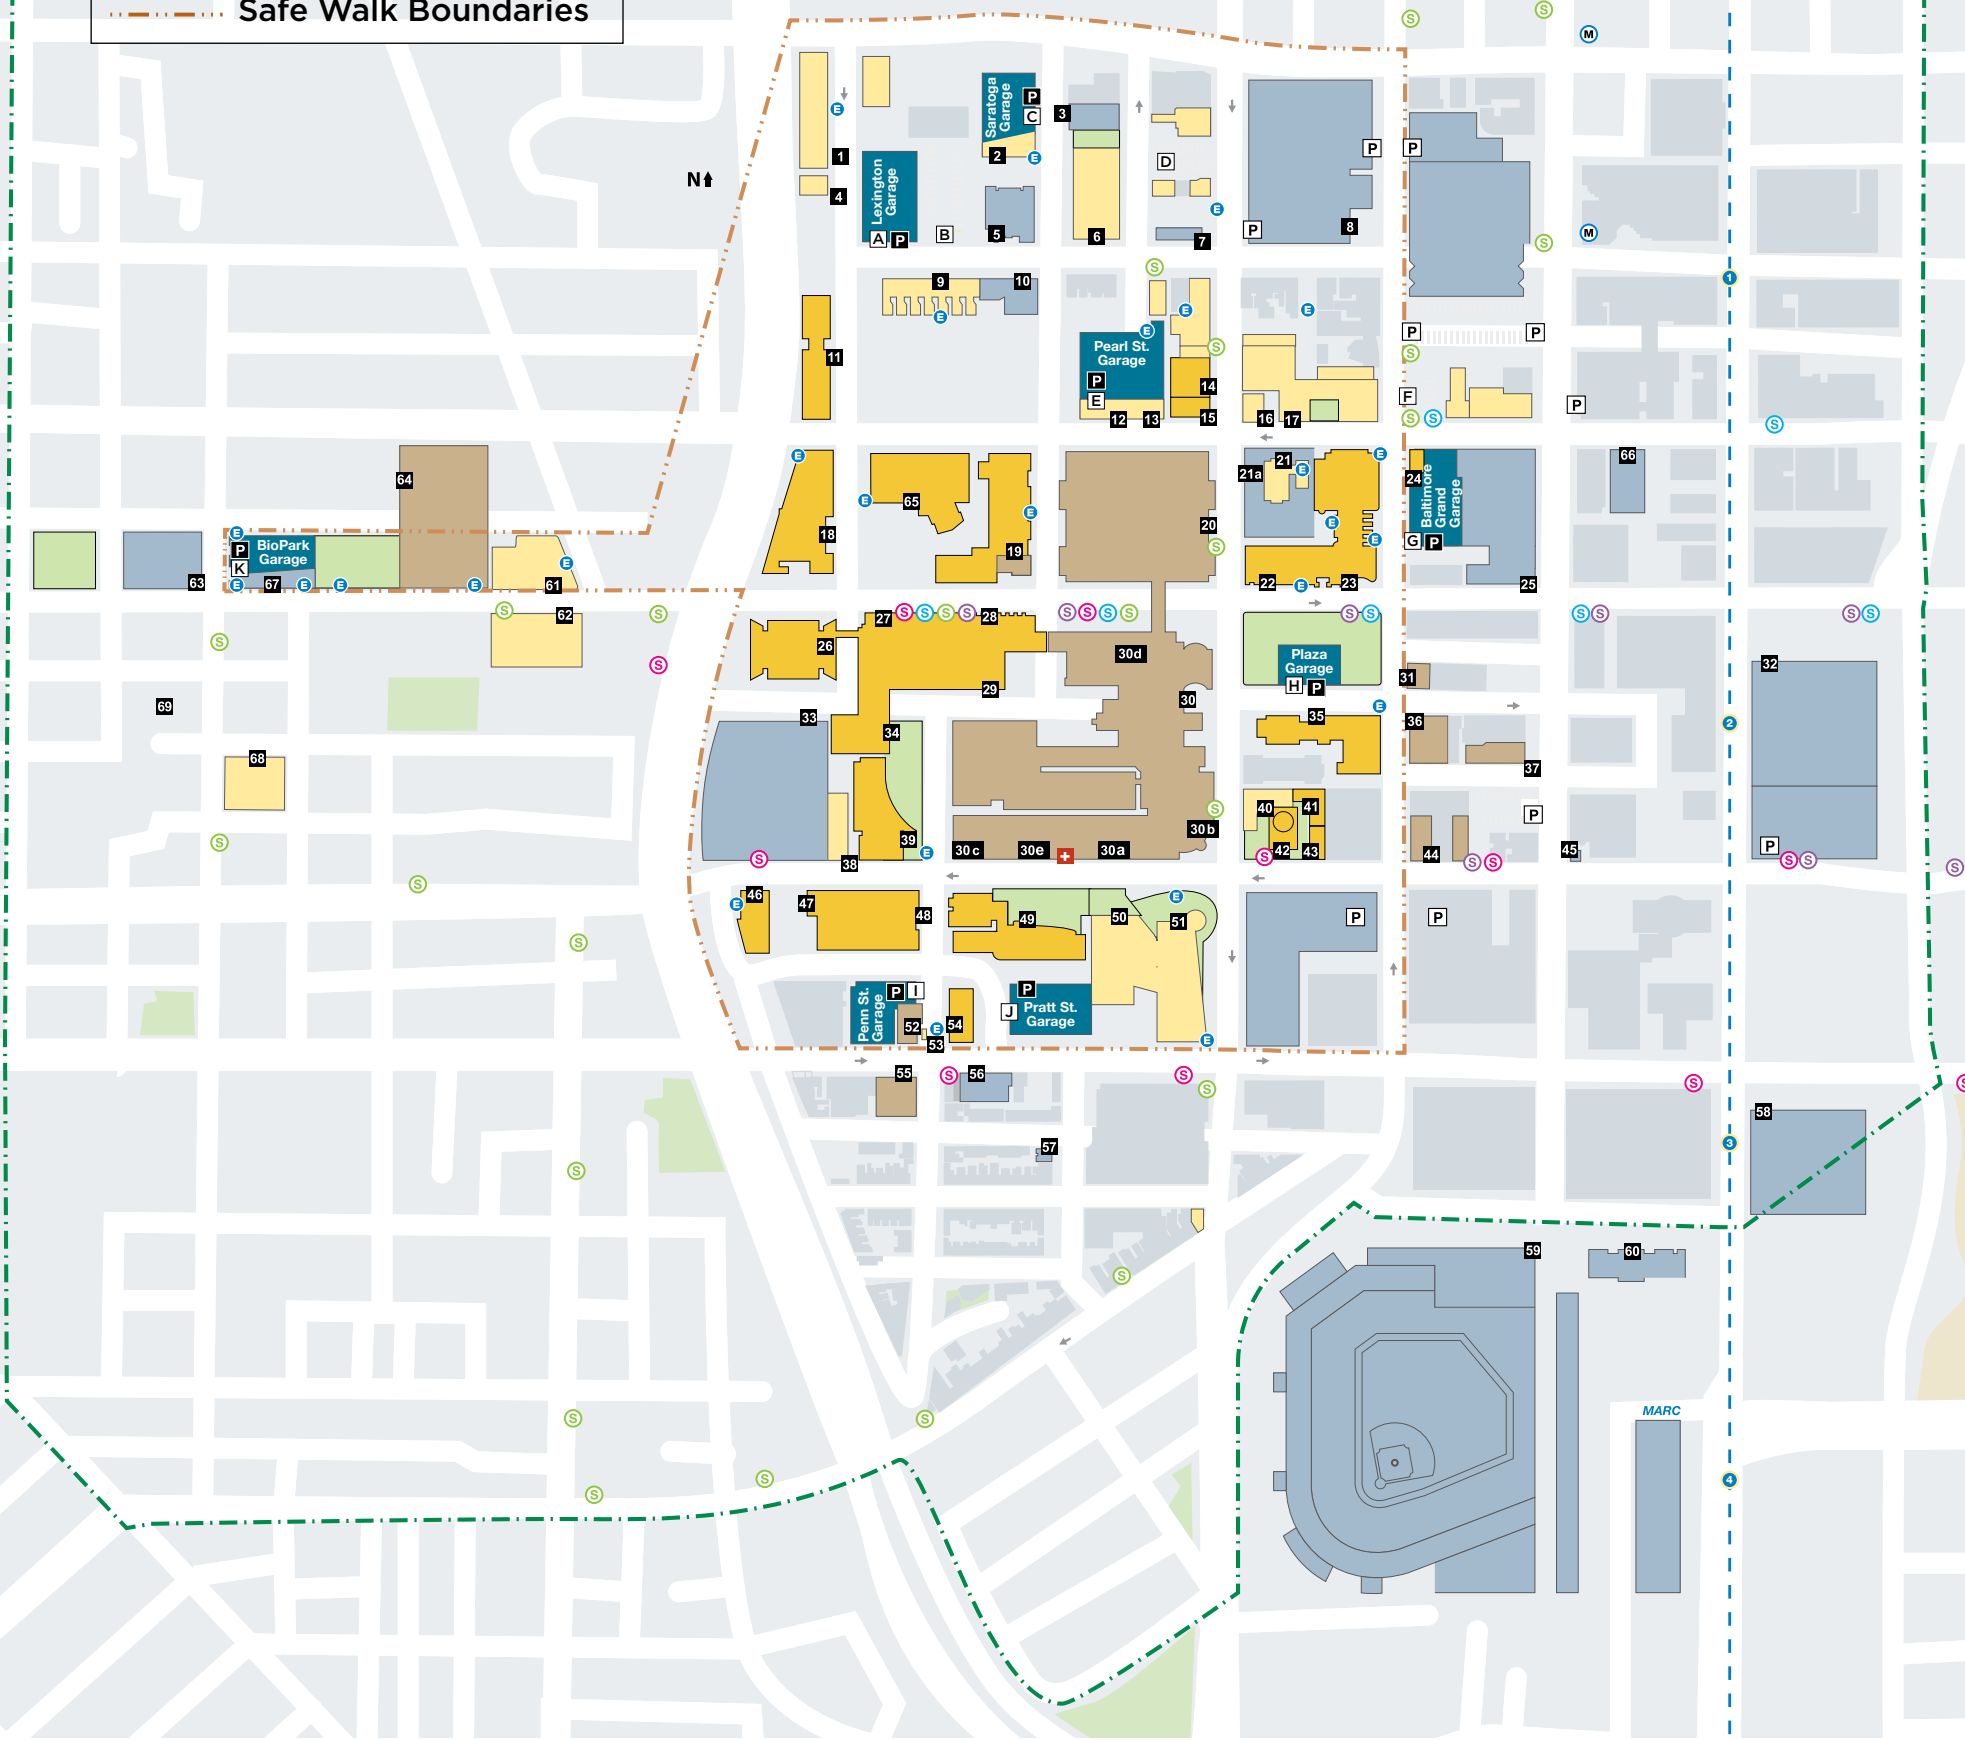 Safe Walk Boundaries
S
S
M
N
1
4
E
Lexington
Garage
A
P
B
Saratoga
Garage
P
C
2
E
5
3
6
D
E
7
P
P
8
P
M
S
9
E
10
11
S
E
E
Pearl St.
Garage
P
E
12
13
14
15
S
E
16
17
P
P
S
F
S
S
P
S
1
64
E
P
BioPark
Garage
K
E
67
E
E
E
E
61
63
62
S
S
S
S
E
18
65
E
E
19
20
S
21
21a
E
E
E
E
22
E
23
24
Baltimore
Grand
Garage
G
P
25
66
26
27
S
S
S
S
28
29
S
S
S
S
30d
30
S
S
Plaza
Garage
H
P
31
S
S
S
S
32
69
68
S
33
34
35
E
36
37
2
S
38
39
E
30c
30e
30a
30b
S
40
41
42
43
S
44
S
S
P
45
P
S
S
S
S
S
E
46
47
48
49
50
E
51
P
P
Penn St.
Garage
P
I
52
E
53
54
P
J
Pratt St.
Garage
E
55
S
56
S
S
S
S
57
58
3
S
S
59
60
MARC
S
S
S
S
4